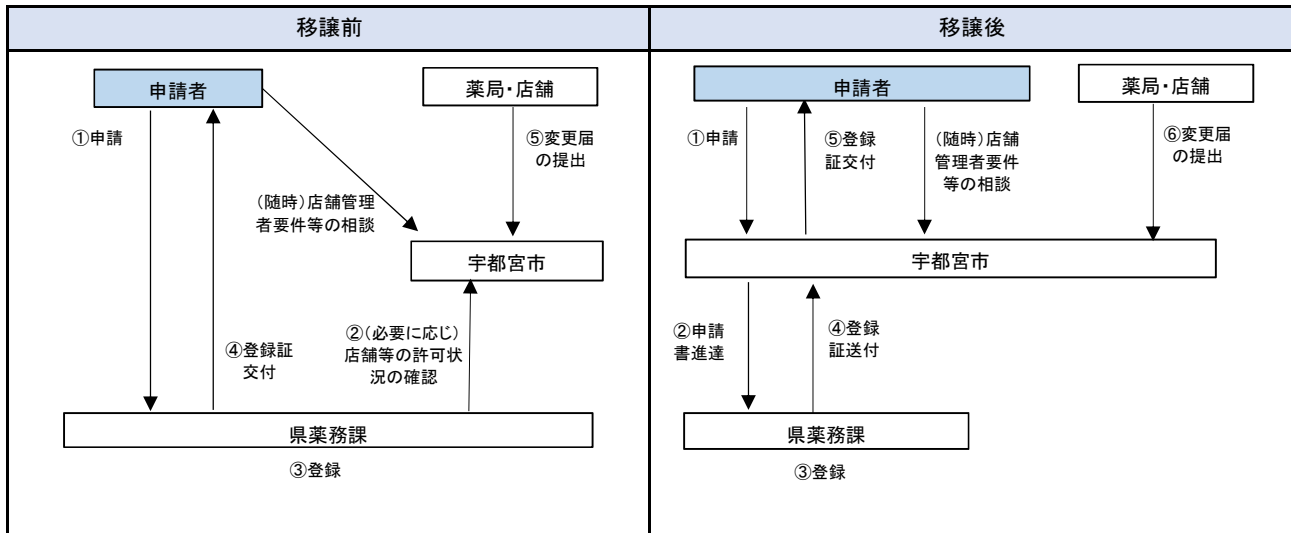 移譲前
申請者
薬局・店舗
①申請
⑤変更届
の提出
(随時)店舗管理
者要件等の相談
宇都宮市
④登録証
交付
②(必要に応じ)
店舗等の許可状
況の確認
県薬務課
③登録
移譲後
申請者
薬局・店舗
①申請
⑤登録
証交付
(随時)店舗
管理者要件
等の相談
⑥変更届
の提出
宇都宮市
②申請
書進達
④登録
証送付
県薬務課
③登録